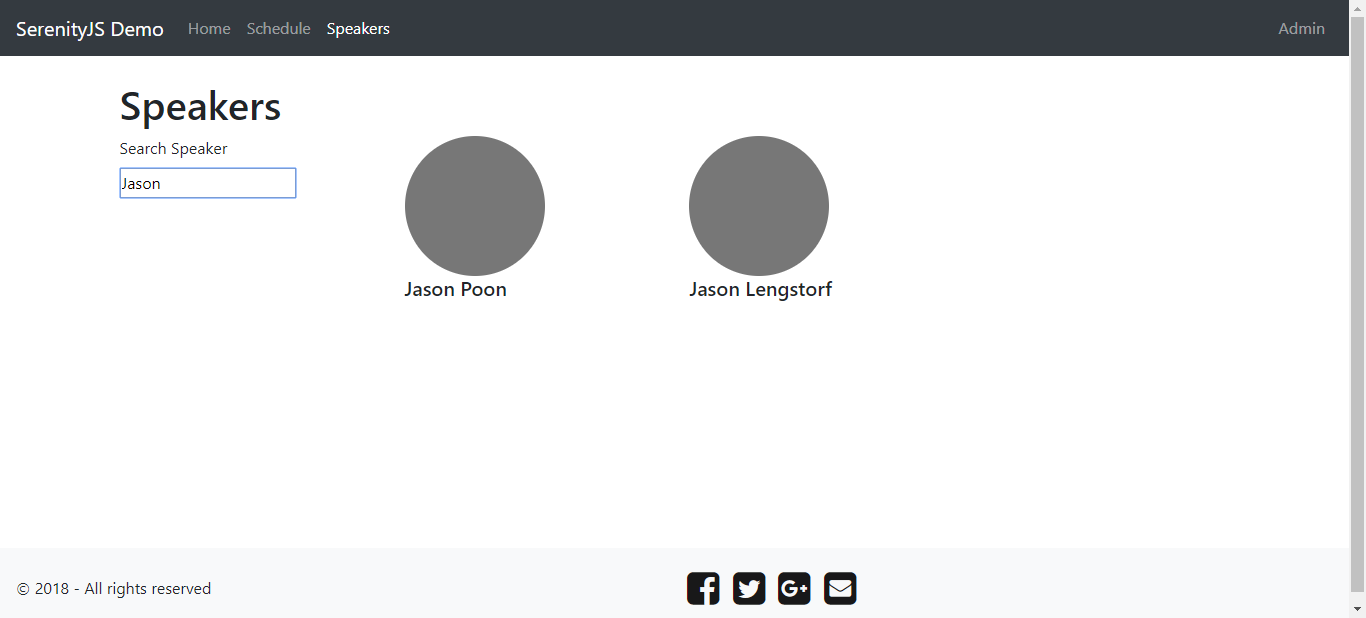 SerenityJS Demo Home Schedule Speakers Admin
Speakers
Search Speaker
Jason
Jason Poon Jason Lengstorf
© 2018 - All rights reserved